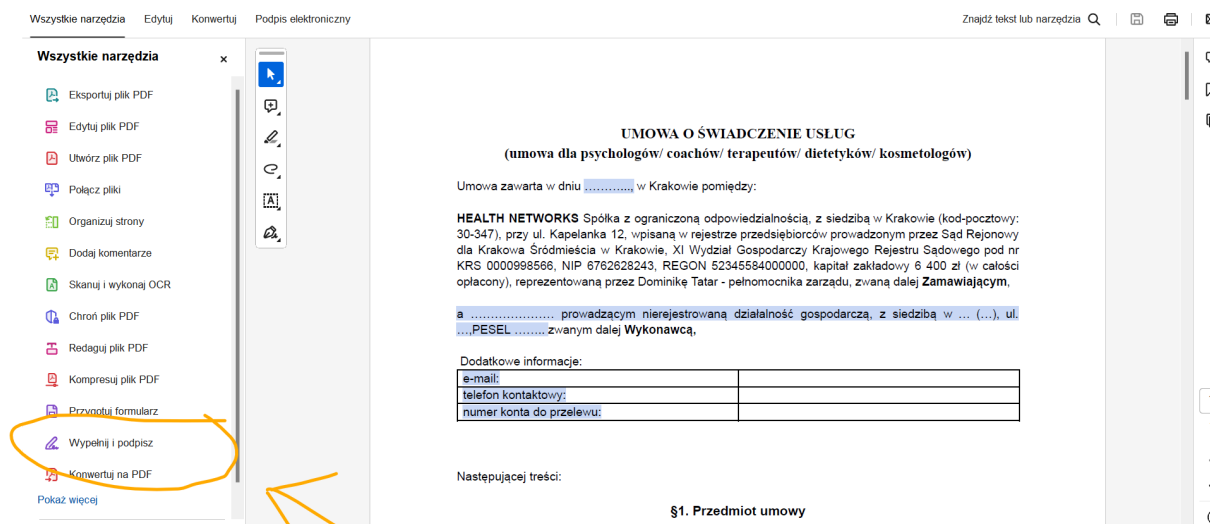 Wszystkie narzędzia Edytuj Konwertuj Podpis elektroniczny Znajdź tekst lub narzędzia
Wszystkie narzędzia
Eksportuj plik PDF
Edytuj plik PDF
Utwórz plik PDF
Połącz pliki
Organizuj strony
Dodaj komentarze
Skanuj i wykonaj OCR
Chroń plik PDF
Redaguj plik PDF
Kompresuj plik PDF
Przygotuj formularz
Wypełnij i podpisz
Konwertuj na PDF
Pokaż więcej
UMOWA O ŚWIADCZENIE USŁUG
(umowa dla psychologów/ coachów/ terapeutów/ dietetyków/ kosmetologów)
Umowa zawarta w dniu ………..., w Krakowie pomiędzy:
HEALTH NETWORKS Spółka z ograniczoną odpowiedzialnością, z siedzibą w Krakowie (kod-pocztowy:
30-347), przy ul. Kapelanka 12, wpisaną w rejestrze przedsiębiorców prowadzonym przez Sąd Rejonowy
dla Krakowa Śródmieścia w Krakowie, XI Wydział Gospodarczy Krajowego Rejestru Sądowego pod nr
KRS 0000998566, NIP 6762628243, REGON 52345584000000, kapitał zakładowy 6 400 zł (w całości
opłacony), reprezentowaną przez Dominikę Tatar - pełnomocnika zarządu, zwaną dalej Zamawiającym,
a ………………… prowadzącym nierejestrowaną działalność gospodarczą, z siedzibą w … (…), ul.
…,PESEL …….. zwanym dalej Wykonawcą,
Dodatkowe informacje:
e-mail:
telefon kontaktowy:
numer konta do przelewu:
Następującej treści:
§1. Przedmiot umowy